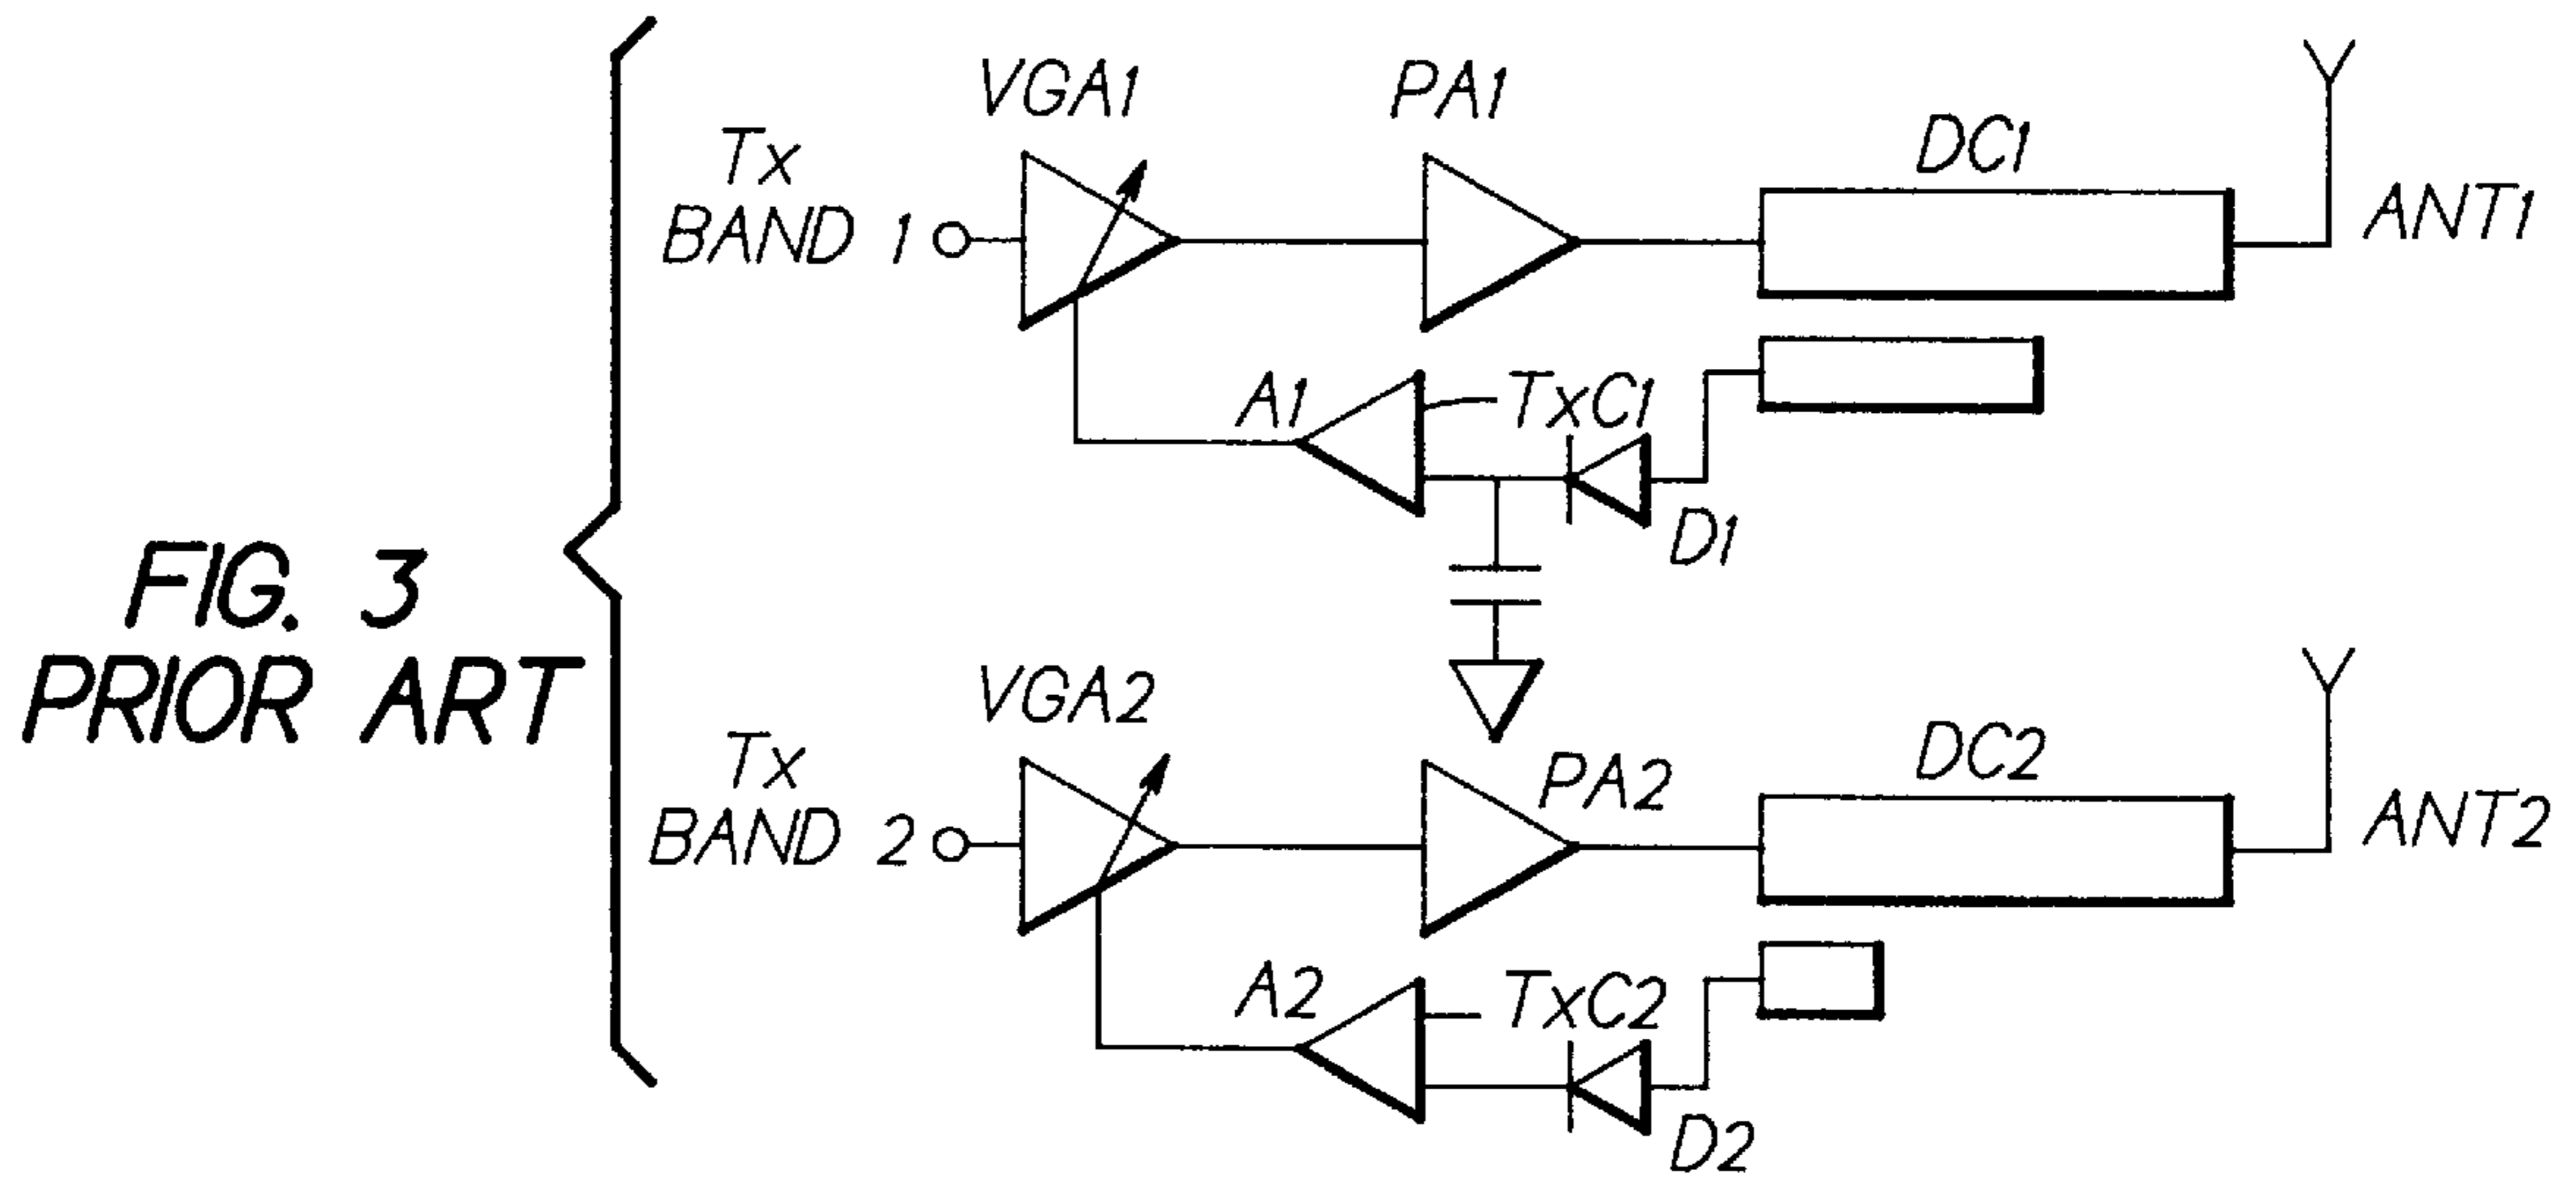 VGA1
PA1
DC1
Tx
BAND 1
ANT1
A1
TxC1
D1
FIG. 3
PRIOR ART
VGA2
Tx
BAND 2
PA2
DC2
ANT2
A2
TxC2
D2